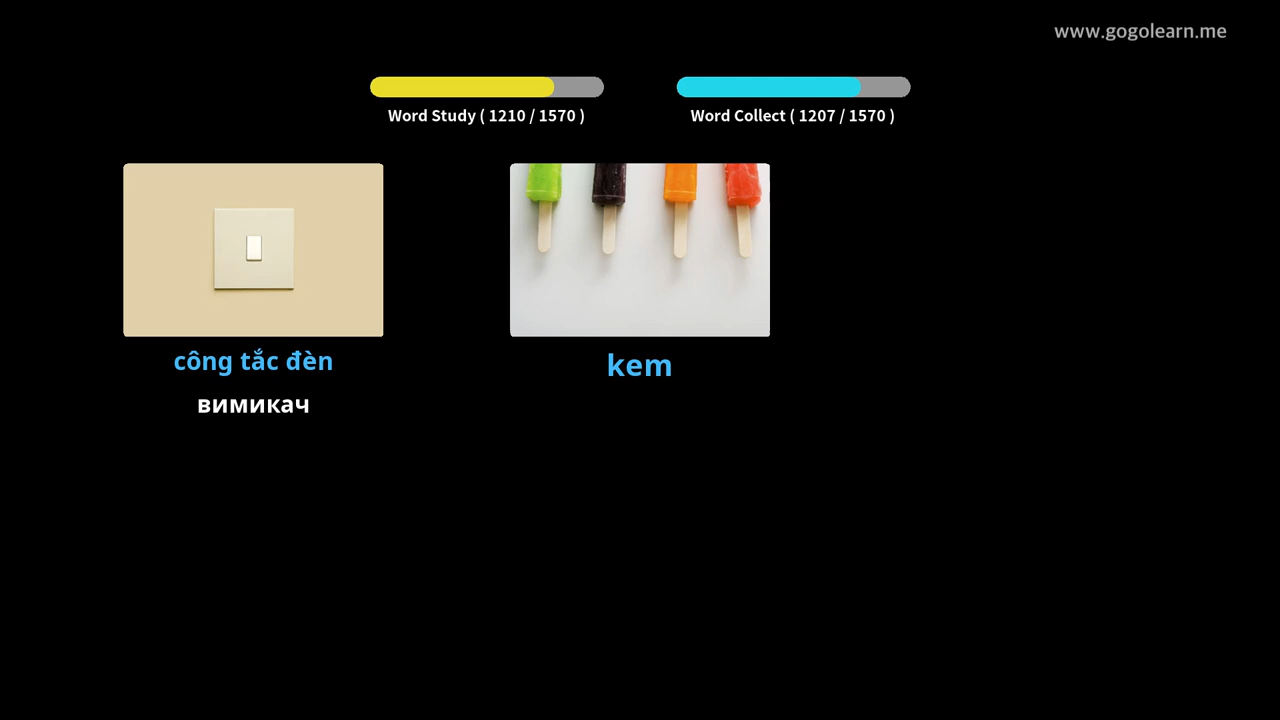 www.gogolearn.me
Word Study ( 1210 / 1570 )
Word Collect ( 1207 / 1570 )
công tắc đèn
kem
вимикач